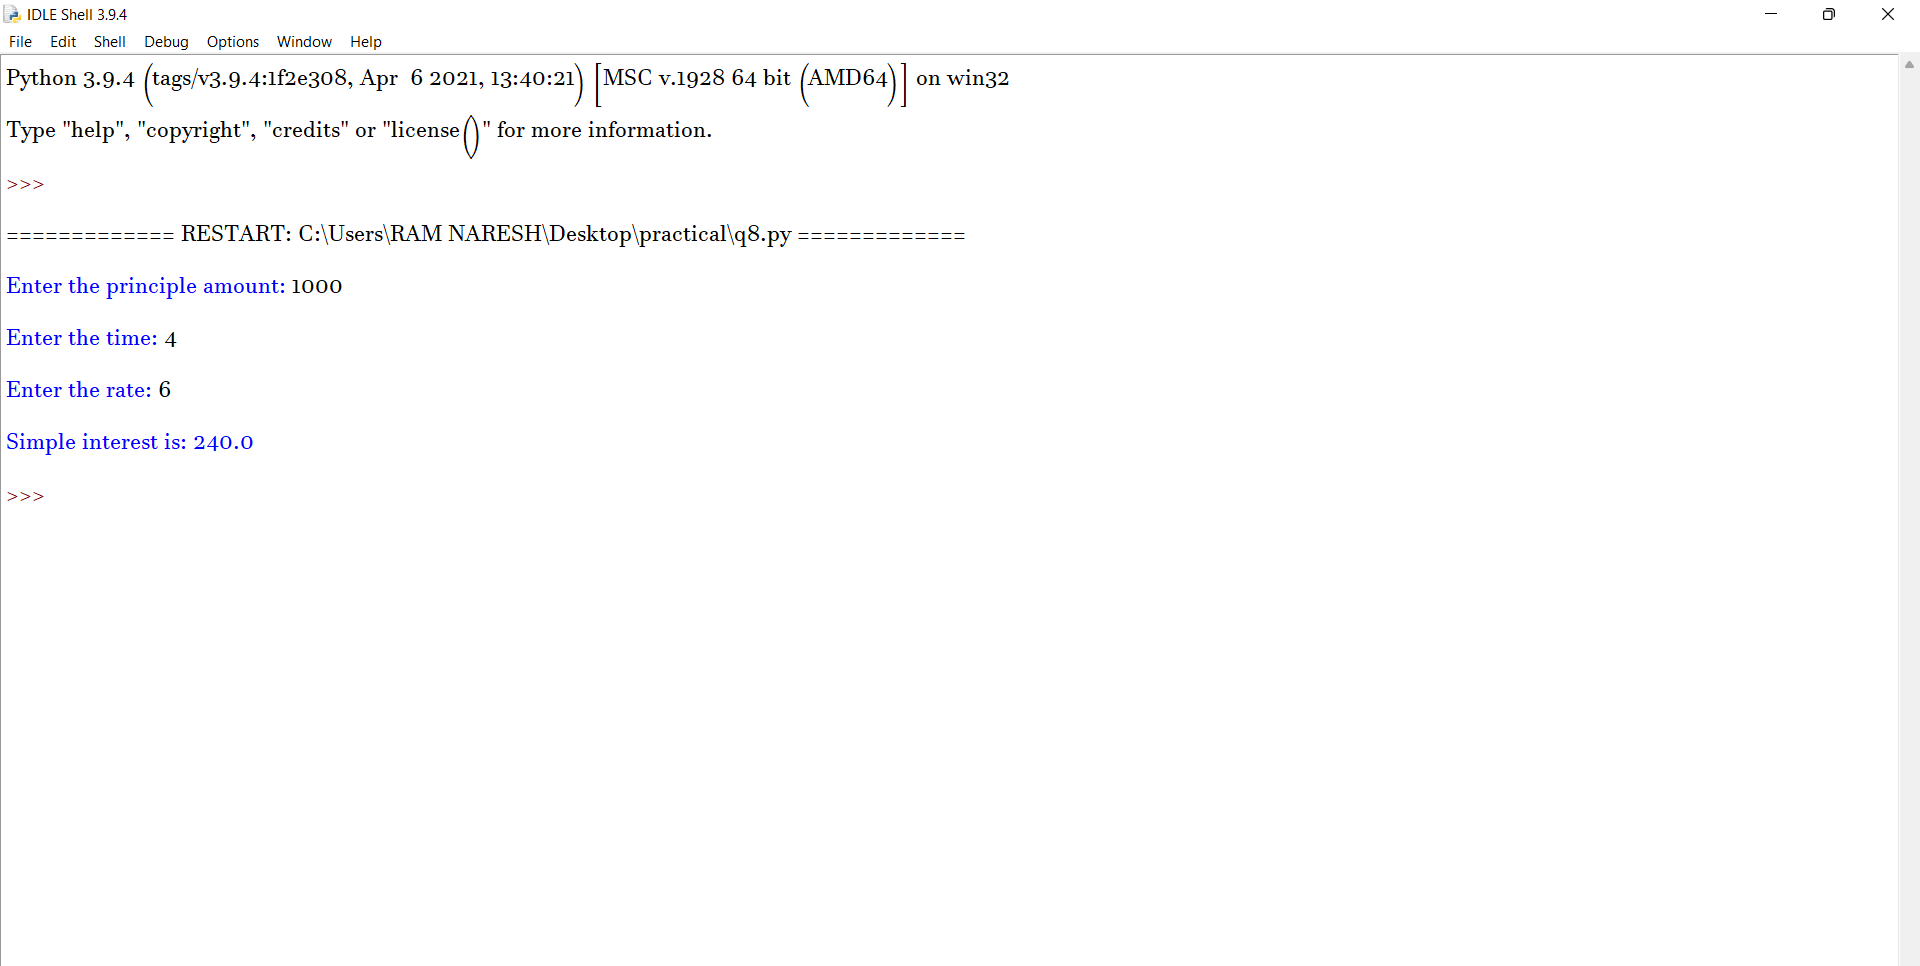 IDLE Shell 3.9.4
File Edit Shell Debug Options Window Help
Python 3.9.4 (tags/v3.9.4:1f2e308, Apr  6 2021, 13:40:21) [MSC v.1928 64 bit (AMD64)] on win32
Type "help", "copyright", "credits" or "license()" for more information.
>>>
============= RESTART: C:\Users\RAM NARESH\Desktop\practical\q8.py =============
Enter the principle amount: 1000
Enter the time: 4
Enter the rate: 6
Simple interest is: 240.0
>>>